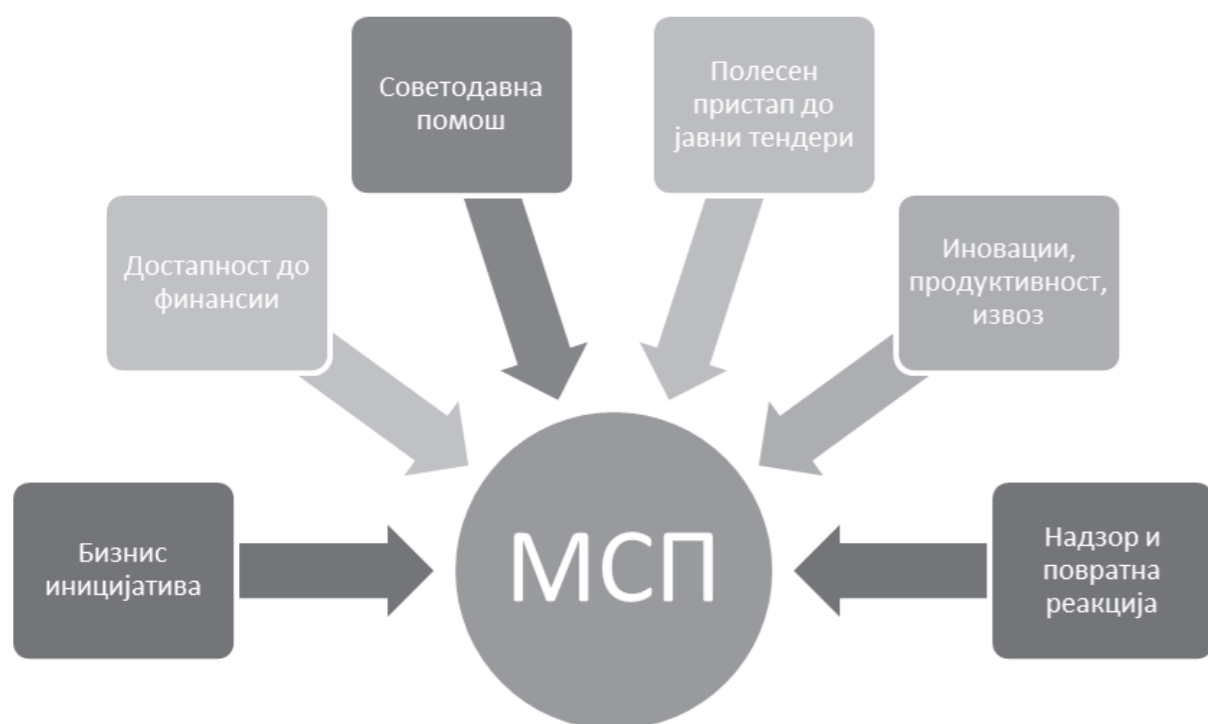 Советодавна
помош
Полесен
пристап до
јавни тендери
Достапност до
финансии
Иновации,
продуктивност,
извоз
Бизнис
иницијатива
МСП
Надзор и
повратна
реакција